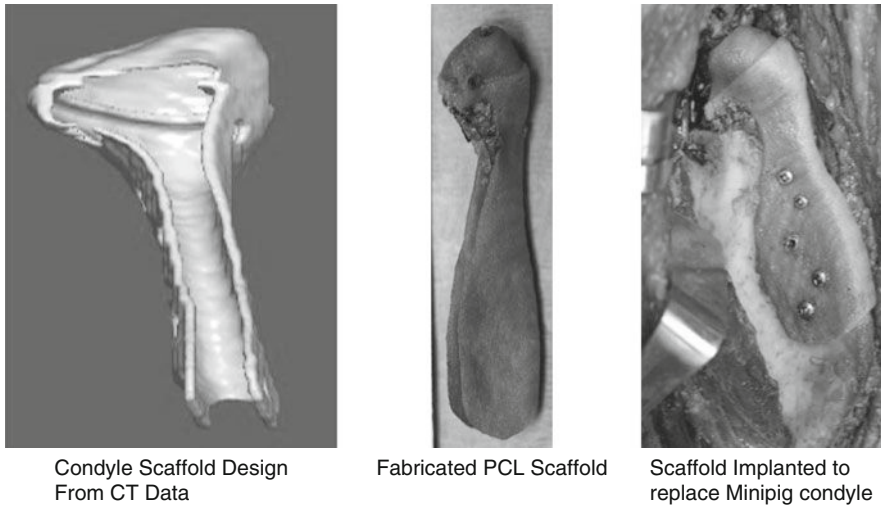 Condyle Scaffold Design
From CT Data
Fabricated PCL Scaffold
Scaffold Implanted to
replace Minipig condyle